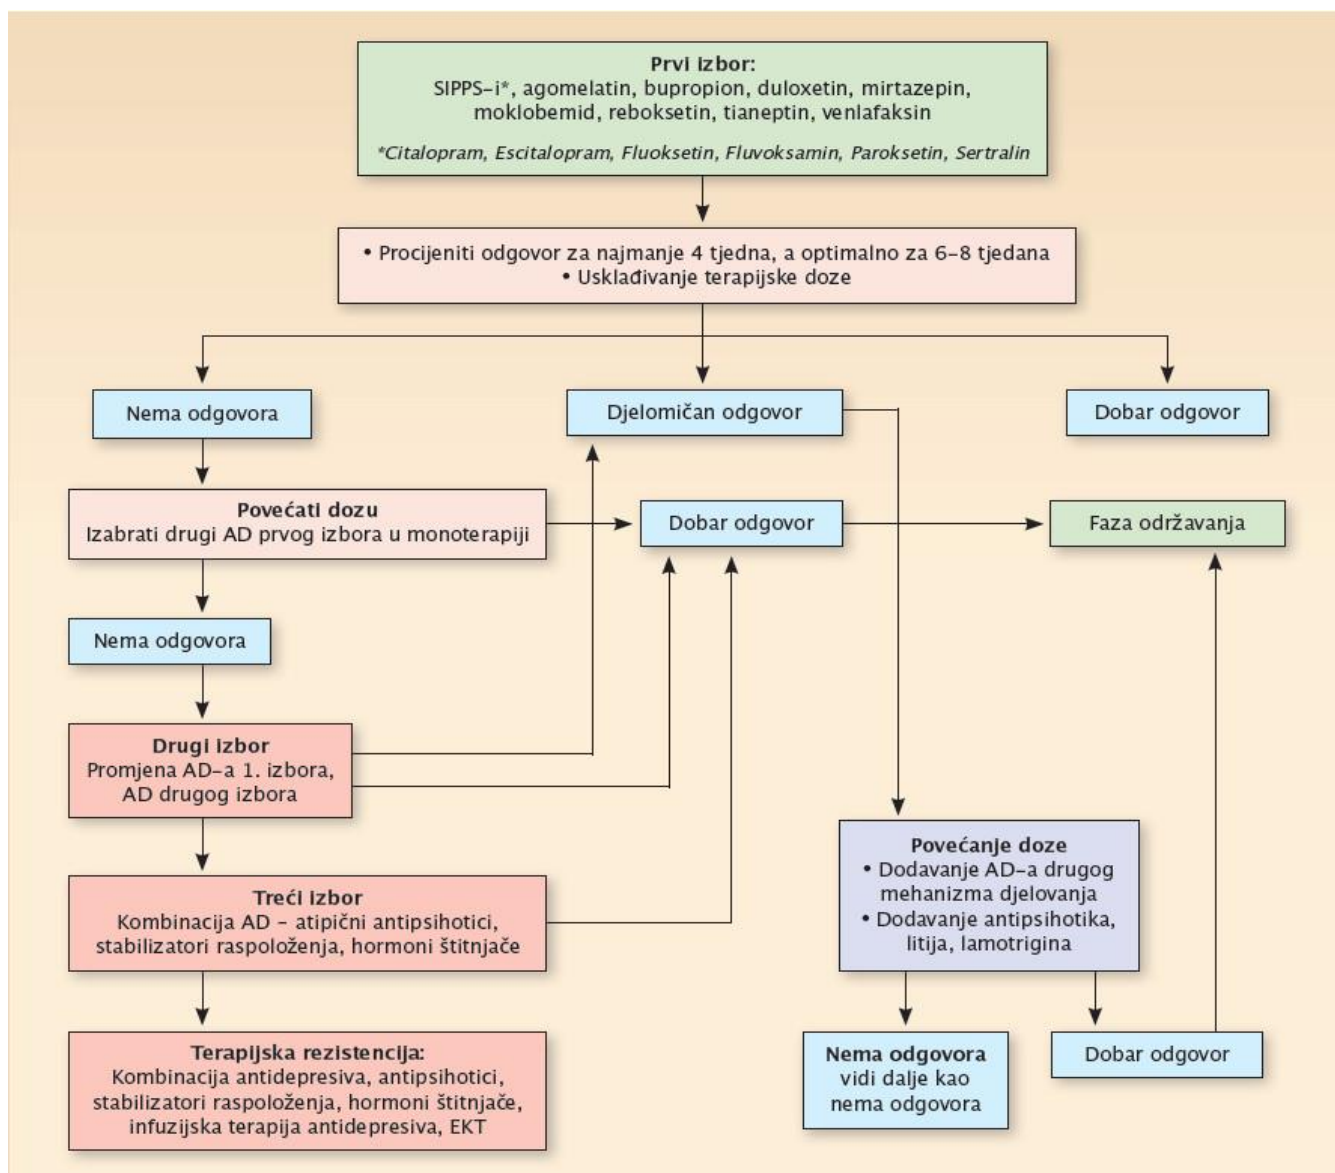 Prvi izbor:
SIPPS–i*, agomelatin, bupropion, duloxetin, mirtazepin,
moklobemid, reboksetin, tianeptin, venlafaksin
*Citalopram, Escitalopram, Fluoksetin, Fluvoksamin, Paroksetin, Sertralin
• Procijeniti odgovor za najmanje 4 tjedna, a optimalno za 6–8 tjedana
• Usklađivanje terapijske doze
Nema odgovora
Djelomičan odgovor
Dobar odgovor
Povećati dozu
Izabrati drugi AD prvog izbora u monoterapiji
Dobar odgovor
Faza održavanja
Nema odgovora
Drugi izbor
Promjena AD–a 1. izbora,
AD drugog izbora
Povećanje doze
• Dodavanje AD–a drugog
mehanizma djelovanja
• Dodavanje antipsihotika,
litija, lamotrigina
Treći izbor
Kombinacija AD – atipični antipsihotici,
stabilizatori raspoloženja, hormoni štitnjače
Terapijska rezistencija:
Kombinacija antidepresiva, antipsihotici,
stabilizatori raspoloženja, hormoni štitnjače,
infuzijska terapija antidepresiva, EKT
Nema odgovora
vidi dalje kao
nema odgovora
Dobar odgovor